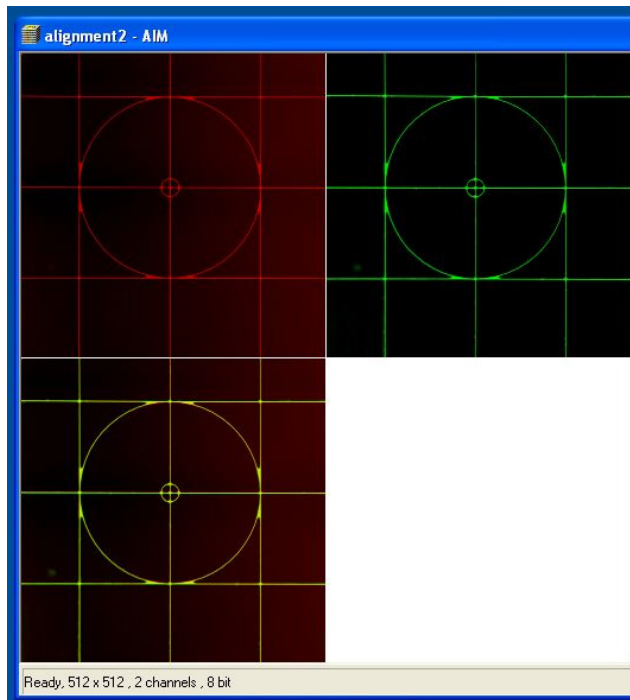 alignment2 - AIM
Ready, 512 x 512 , 2 channels , 8 bit